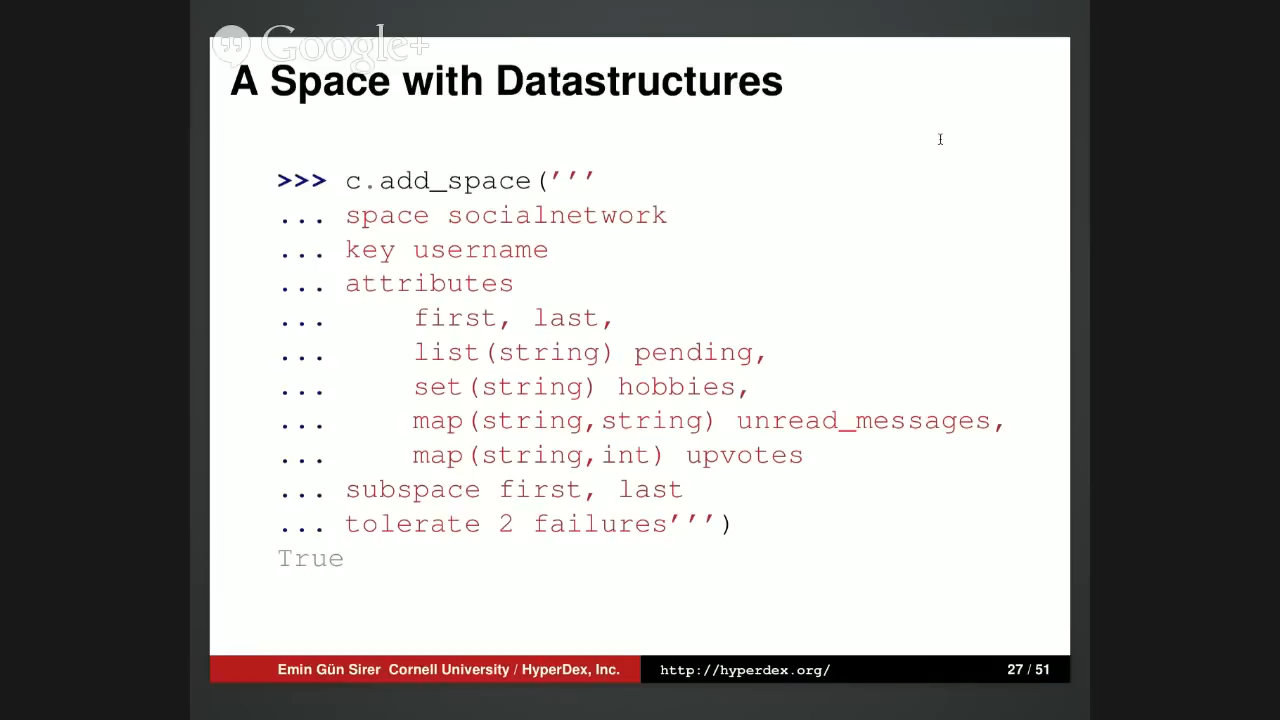 Google+
A Space with Datastructures
>>> c.add_space('''
... space socialnetwork
... key username
... attributes
...     first, last,
...     list(string) pending,
...     set(string) hobbies,
...     map(string,string) unread_messages,
...     map(string,int) upvotes
... subspace first, last
... tolerate 2 failures''')
True
Emin Gün Sirer Cornell University / HyperDex, Inc. http://hyperdex.org/ 27 / 51